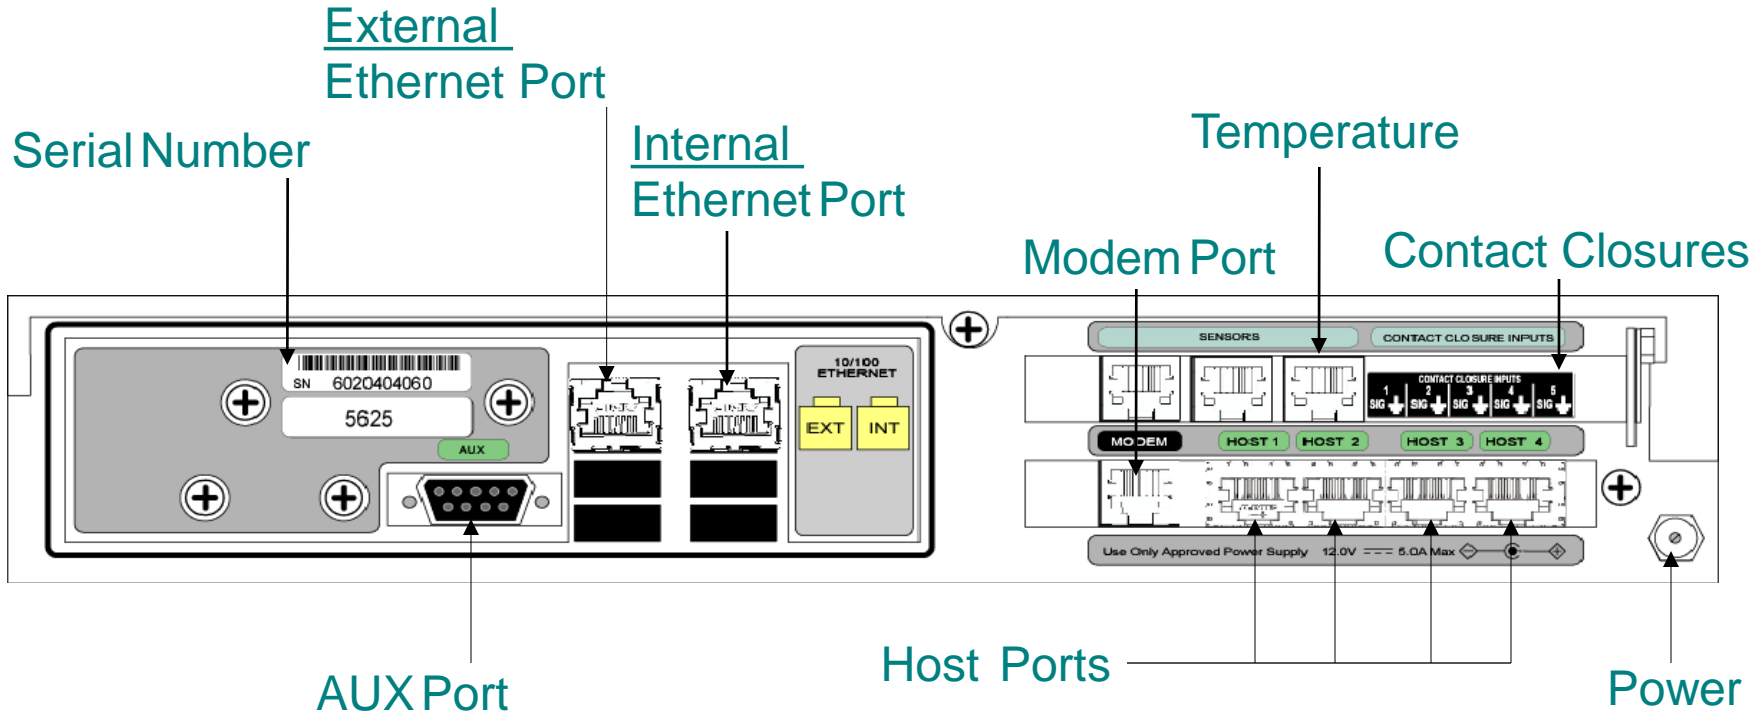 External
Ethernet Port
Serial Number
Internal
Ethernet Port
Temperature
Modem Port
Contact Closures
SENSORS
CONTACT CLOSURE INPUTS
SN 6020404060
5625
AUX
10/100
ETHERNET
EXT
INT
CONTACT CLOSURE INPUTS
1 2 3 4 5
SIG SIG SIG SIG SIG
MODEM
HOST 1
HOST 2
HOST 3
HOST 4
Use Only Approved Power Supply 12.0V 5.0A Max
AUX Port
Host Ports
Power